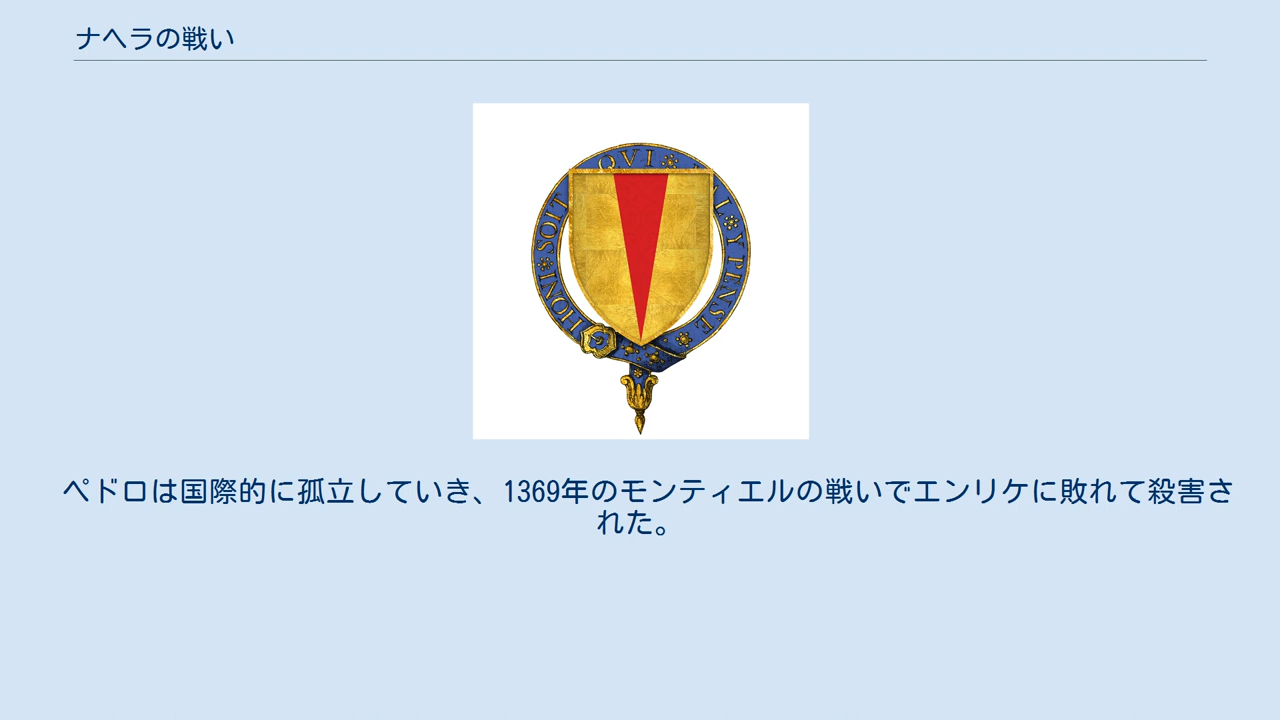 ナヘラの戦い
HONI SOIT QVI MAL Y PENSE
ペドロは国際的に孤立していき、1369年のモンティエルの戦いでエンリケに敗れて殺害さ
れた。